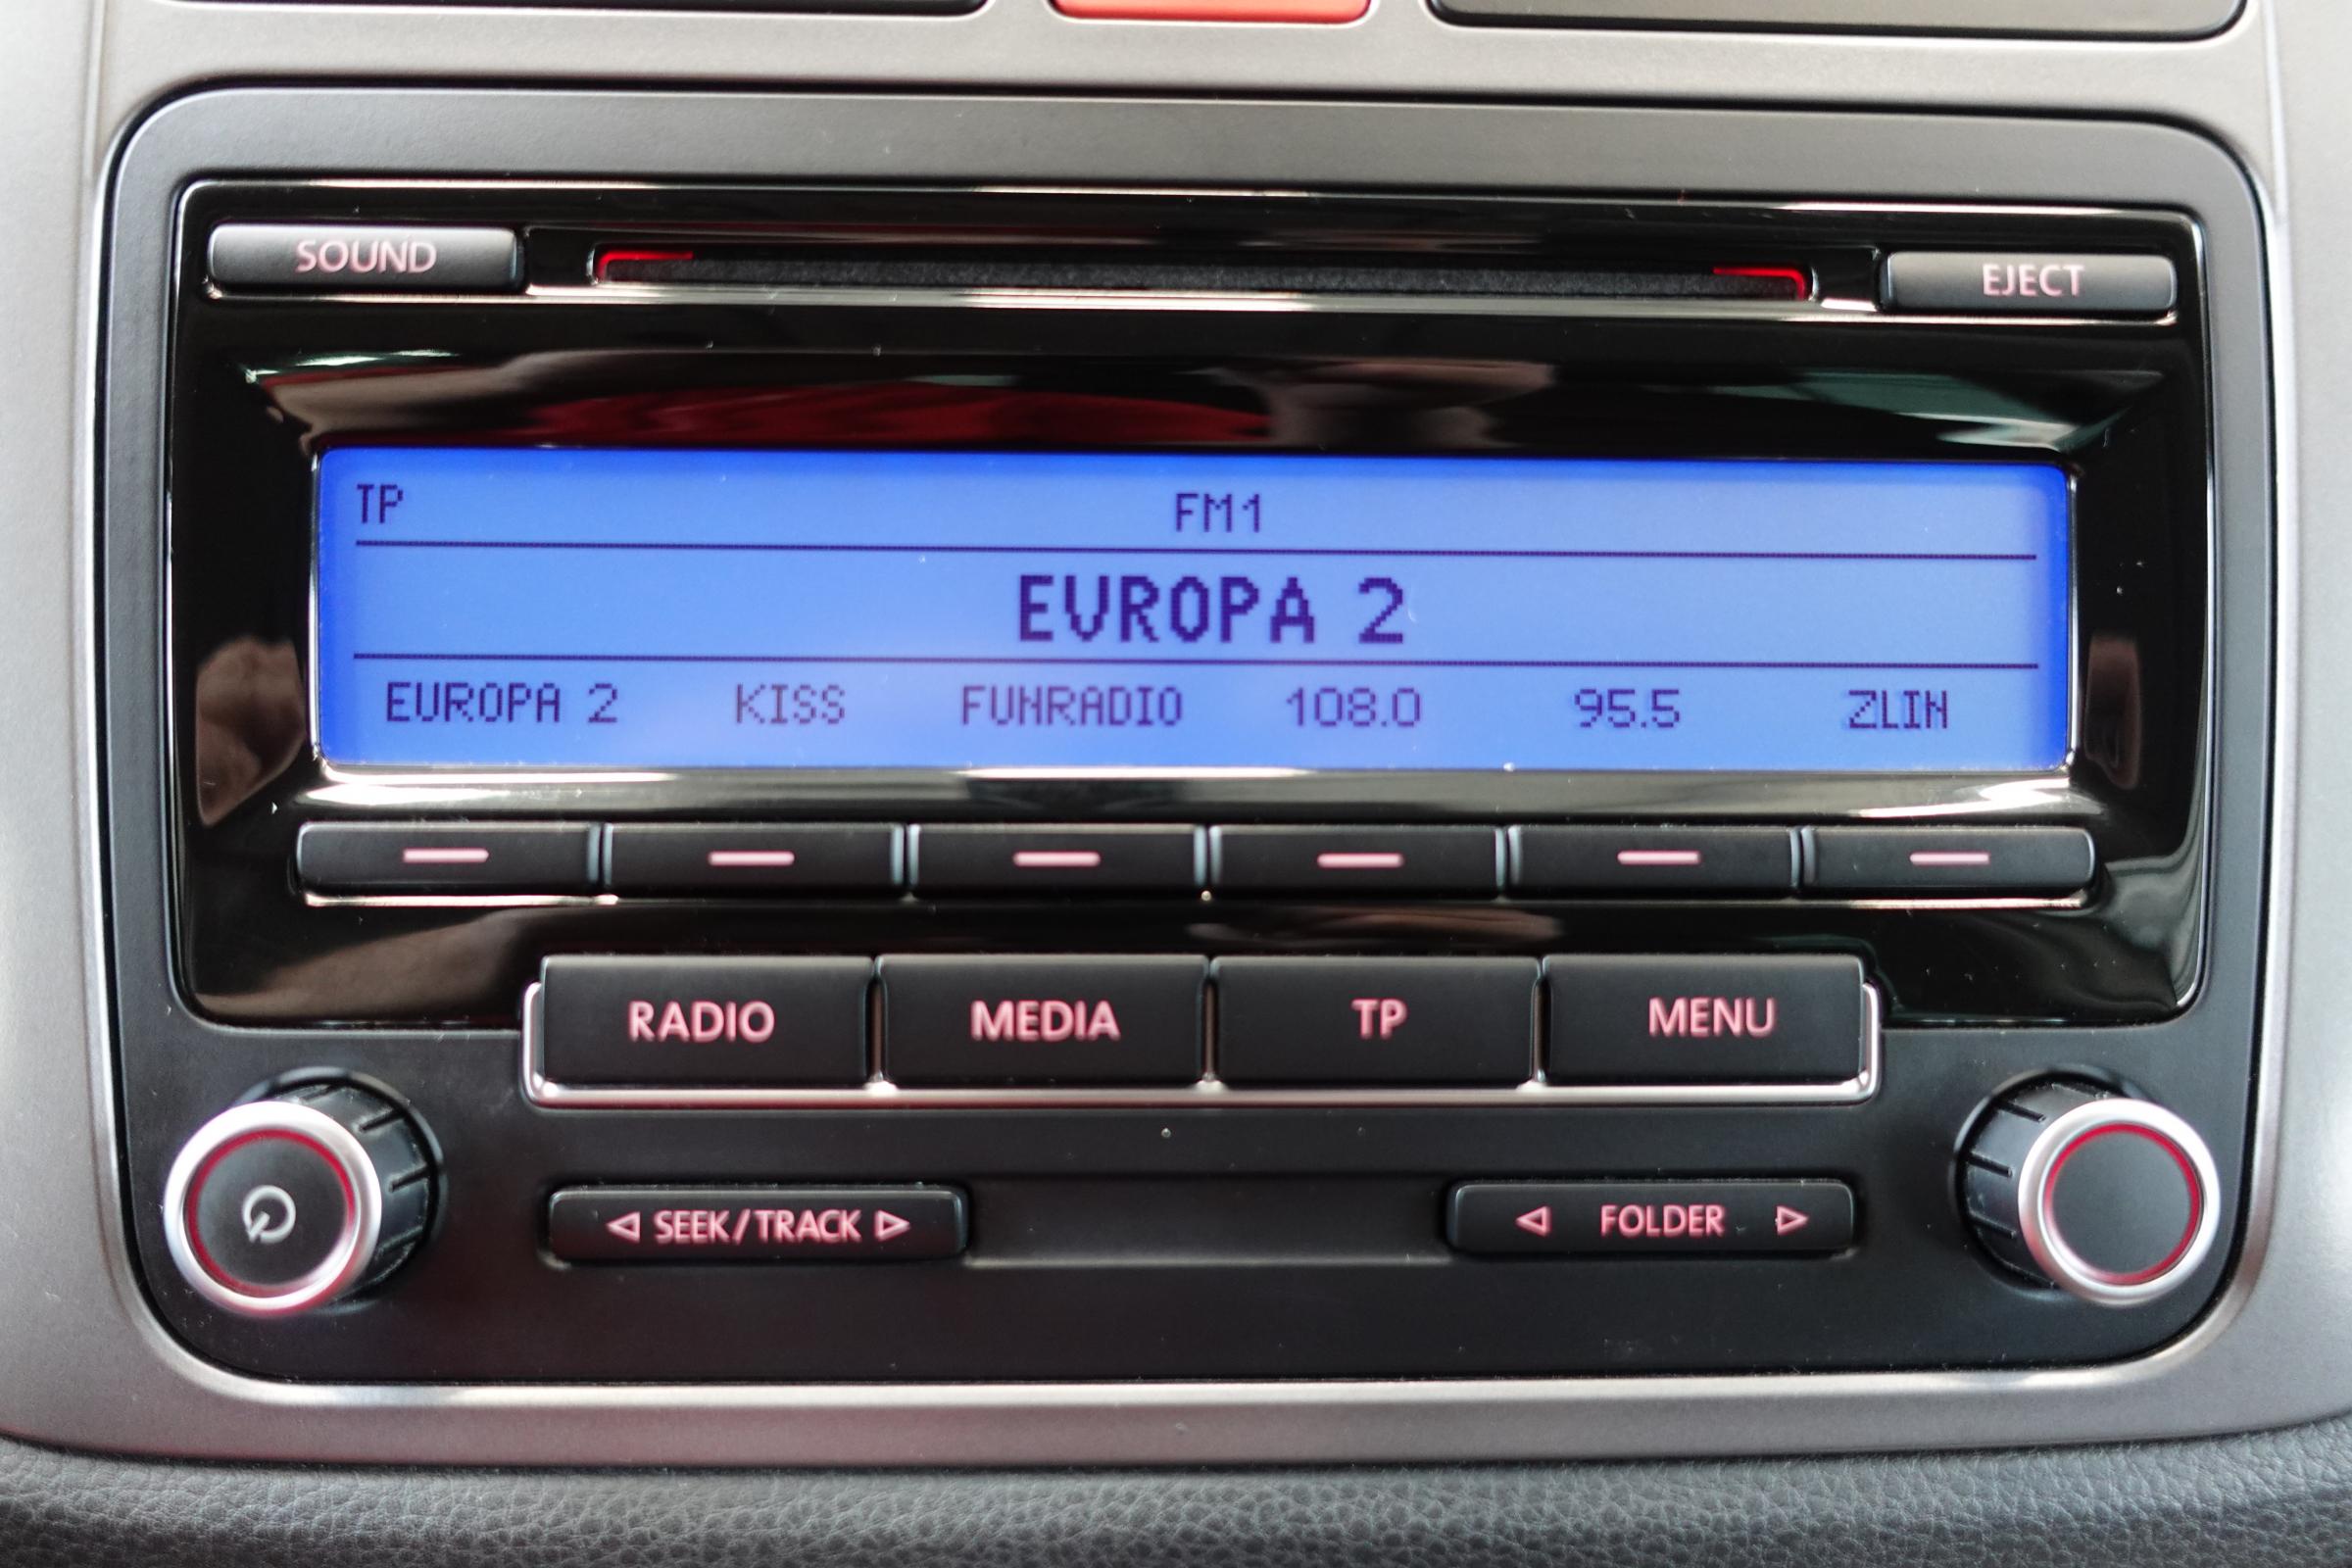 SOUND EJECT
TP FM1
EUROPA 2
EUROPA 2 KISS FUNRADIO 108.0 95.5 ZLIN
RADIO MEDIA TP MENU
SEEK/TRACK FOLDER